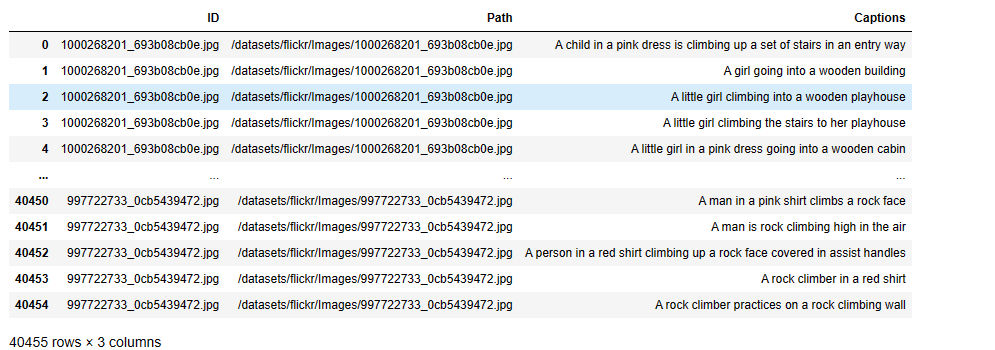 ID Path Captions
0 1000268201_693b08cb0e.jpg /datasets/flickr/Images/1000268201_693b08cb0e.jpg A child in a pink dress is climbing up a set of stairs in an entry way
1 1000268201_693b08cb0e.jpg /datasets/flickr/Images/1000268201_693b08cb0e.jpg A girl going into a wooden building
2 1000268201_693b08cb0e.jpg /datasets/flickr/Images/1000268201_693b08cb0e.jpg A little girl climbing into a wooden playhouse
3 1000268201_693b08cb0e.jpg /datasets/flickr/Images/1000268201_693b08cb0e.jpg A little girl climbing the stairs to her playhouse
4 1000268201_693b08cb0e.jpg /datasets/flickr/Images/1000268201_693b08cb0e.jpg A little girl in a pink dress going into a wooden cabin
... ... ... ...
40450 997722733_0cb5439472.jpg /datasets/flickr/Images/997722733_0cb5439472.jpg A man in a pink shirt climbs a rock face
40451 997722733_0cb5439472.jpg /datasets/flickr/Images/997722733_0cb5439472.jpg A man is rock climbing high in the air
40452 997722733_0cb5439472.jpg /datasets/flickr/Images/997722733_0cb5439472.jpg A person in a red shirt climbing up a rock face covered in assist handles
40453 997722733_0cb5439472.jpg /datasets/flickr/Images/997722733_0cb5439472.jpg A rock climber in a red shirt
40454 997722733_0cb5439472.jpg /datasets/flickr/Images/997722733_0cb5439472.jpg A rock climber practices on a rock climbing wall
40455 rows × 3 columns